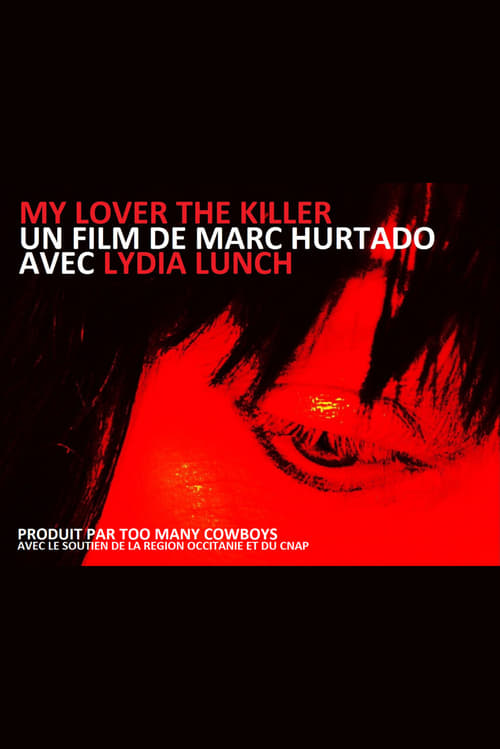 MY LOVER THE KILLER
UN FILM DE MARC HURTADO
AVEC LYDIA LUNCH
PRODUIT PAR TOO MANY COWBOYS
AVEC LE SOUTIEN DE LA REGION OCCITANIE ET DU CNAP